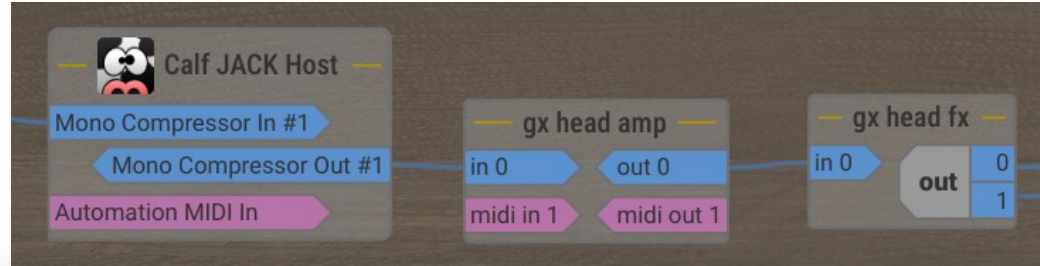 Calf JACK Host
Mono Compressor In #1
Mono Compressor Out #1
Automation MIDI In
gx head amp
in 0 out 0
midi in 1 midi out 1
gx head fx
in 0 out 0
1